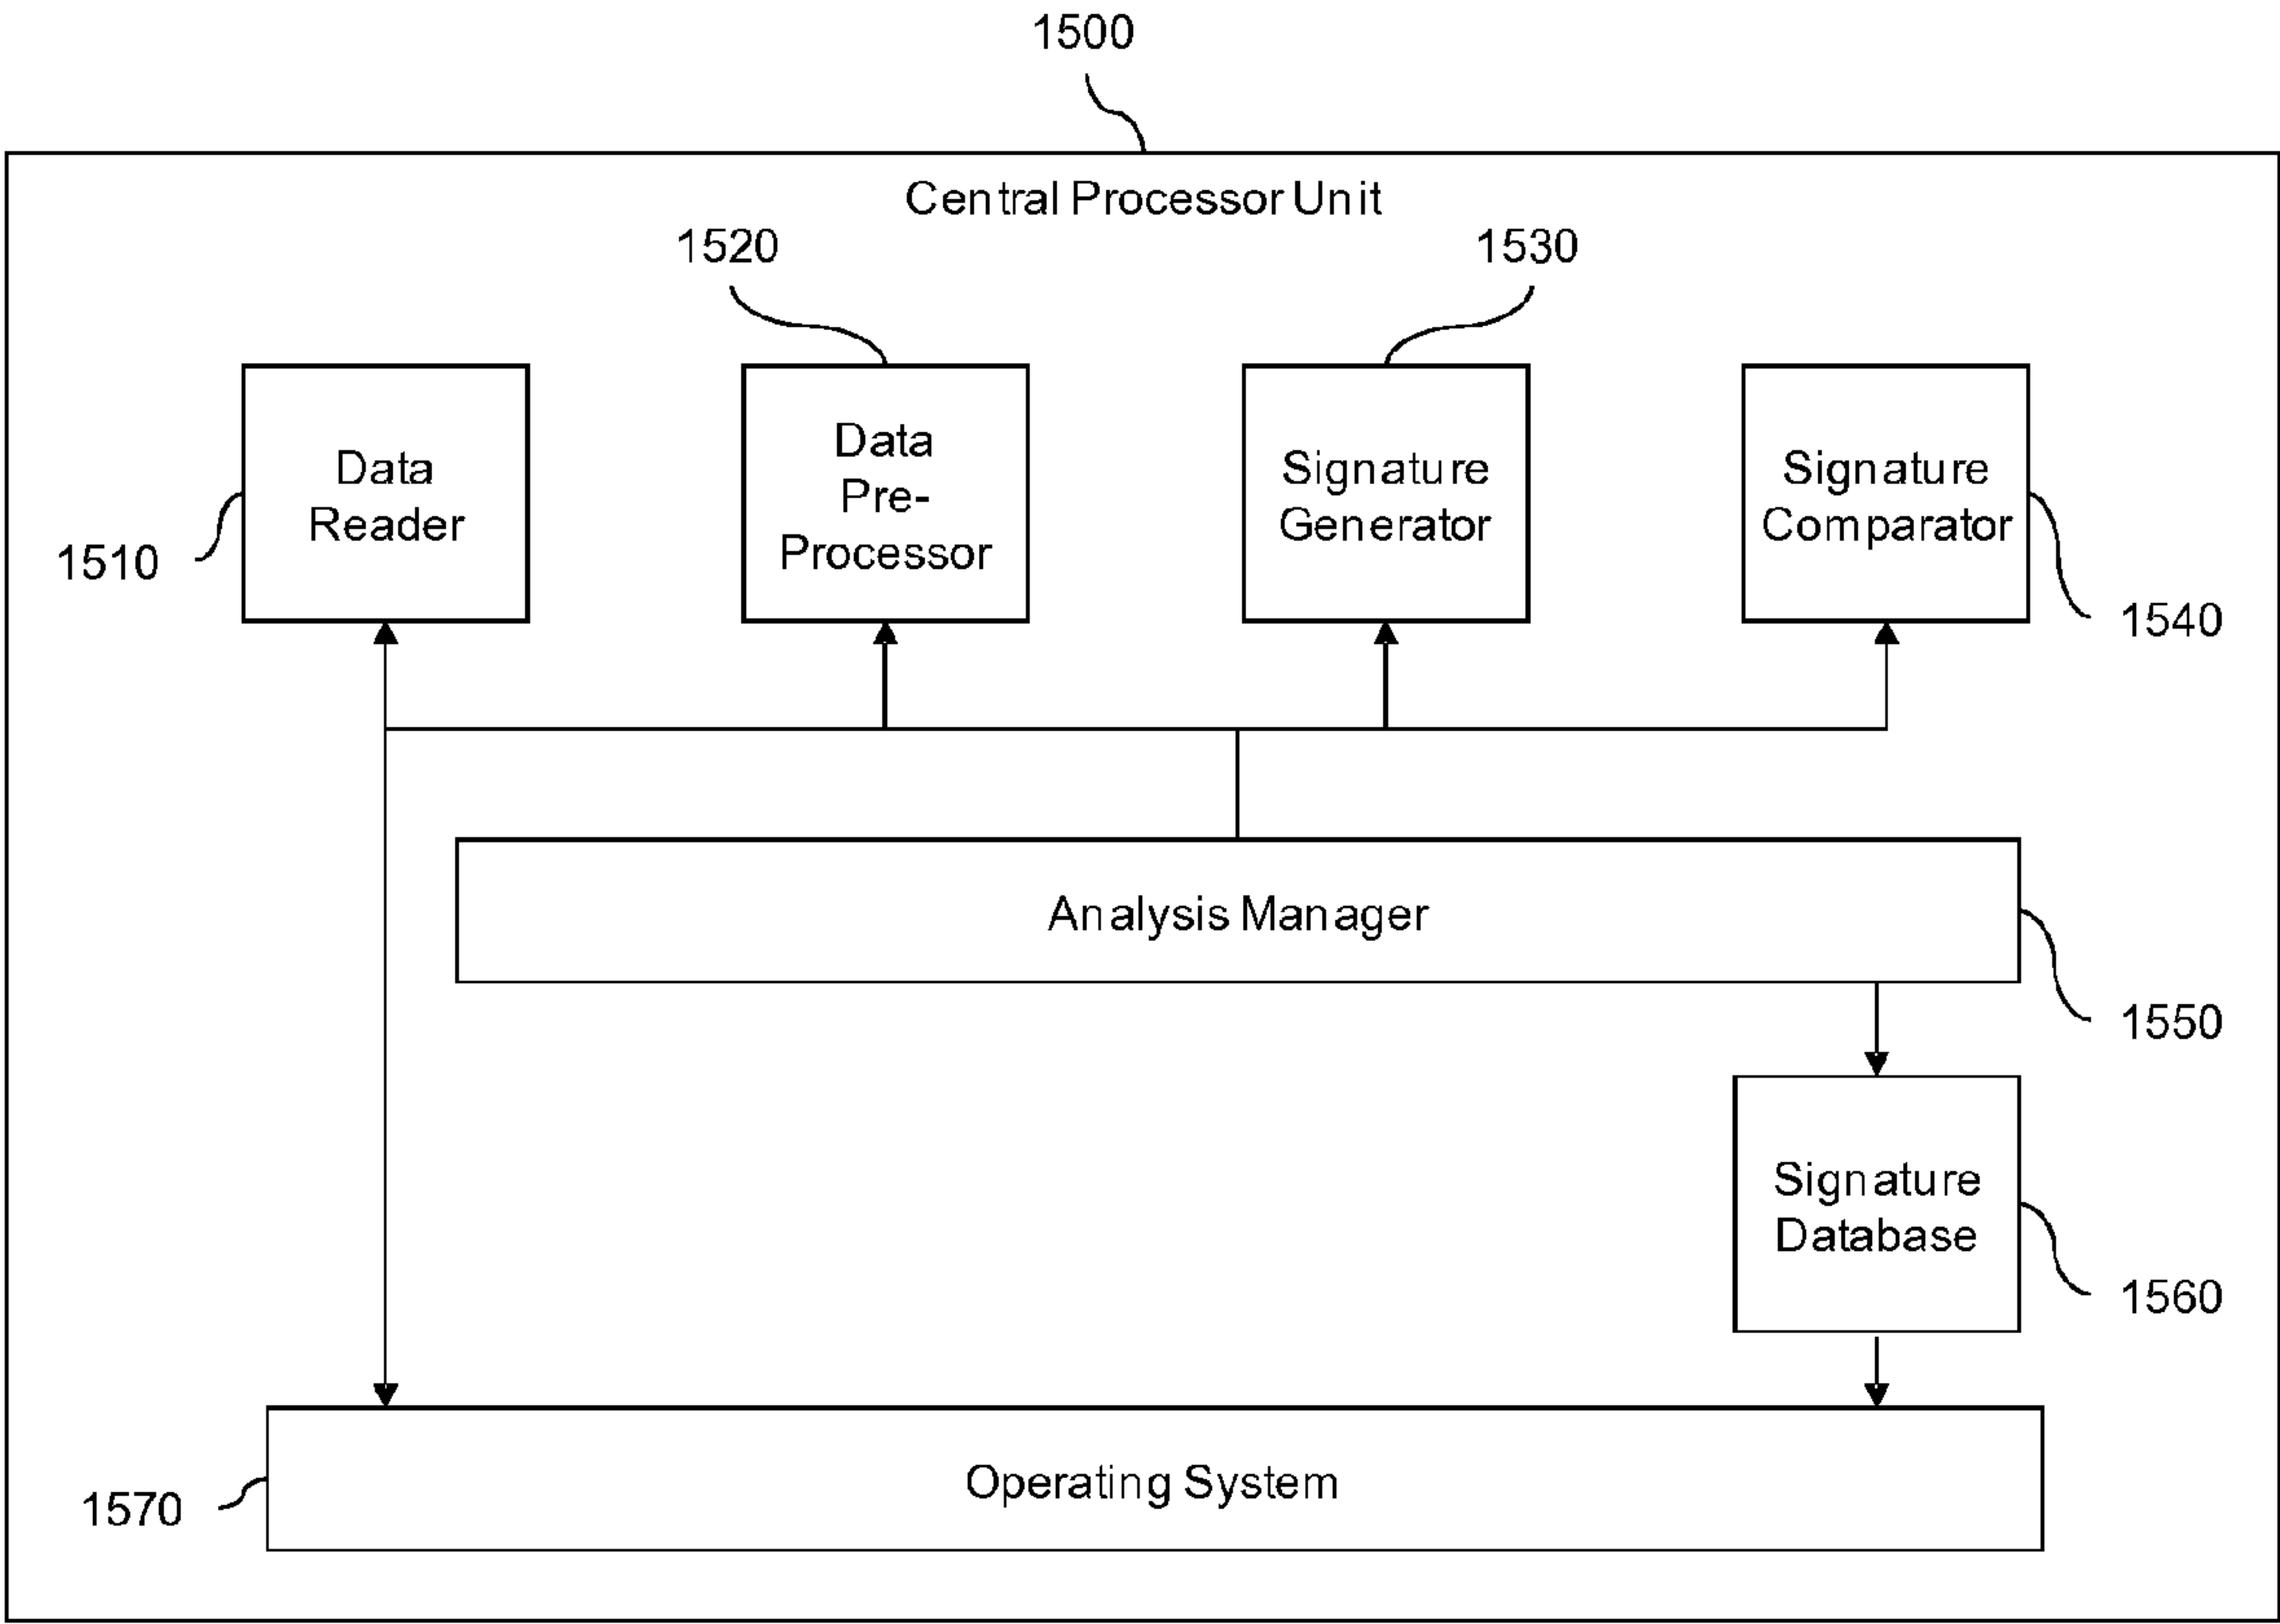 1500
Central Processor Unit
1520
1530
Data
Reader
Data
Pre-
Processor
Signature
Generator
Signature
Comparator
1510
1540
Analysis Manager
1550
Signature
Database
1560
Operating System
1570